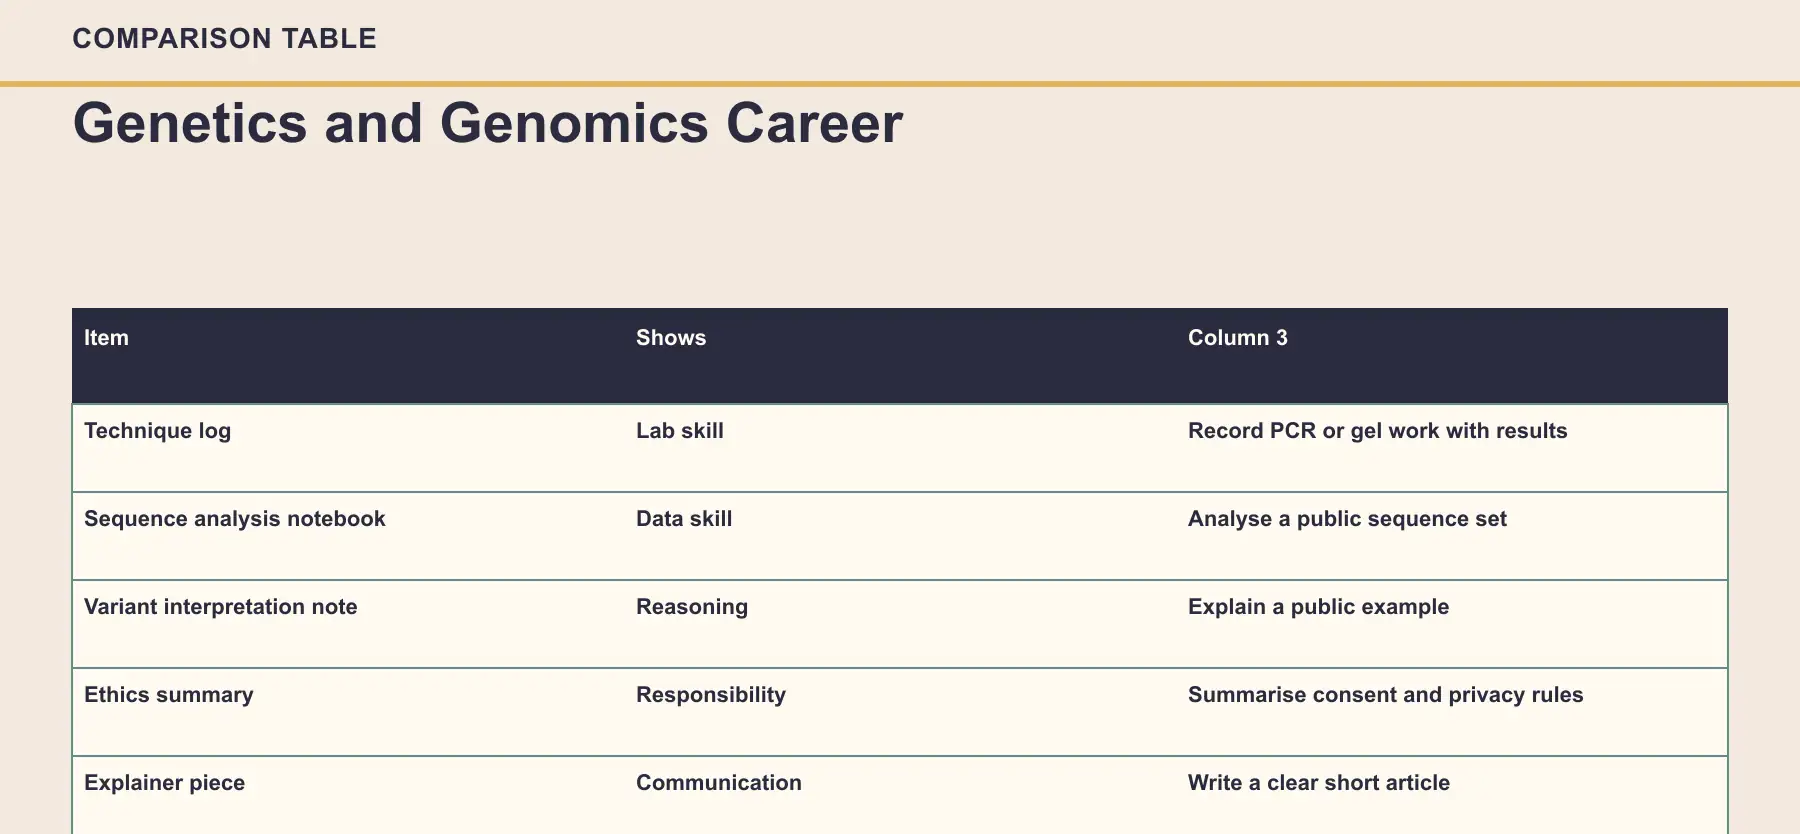 COMPARISON TABLE
Genetics and Genomics Career
Item Shows Column 3
Technique log Lab skill Record PCR or gel work with results
Sequence analysis notebook Data skill Analyse a public sequence set
Variant interpretation note Reasoning Explain a public example
Ethics summary Responsibility Summarise consent and privacy rules
Explainer piece Communication Write a clear short article